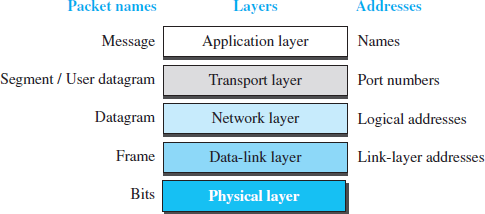 Packet names Layers Addresses
Message Application layer Names
Segment / User datagram Transport layer Port numbers
Datagram Network layer Logical addresses
Frame Data-link layer Link-layer addresses
Bits Physical layer